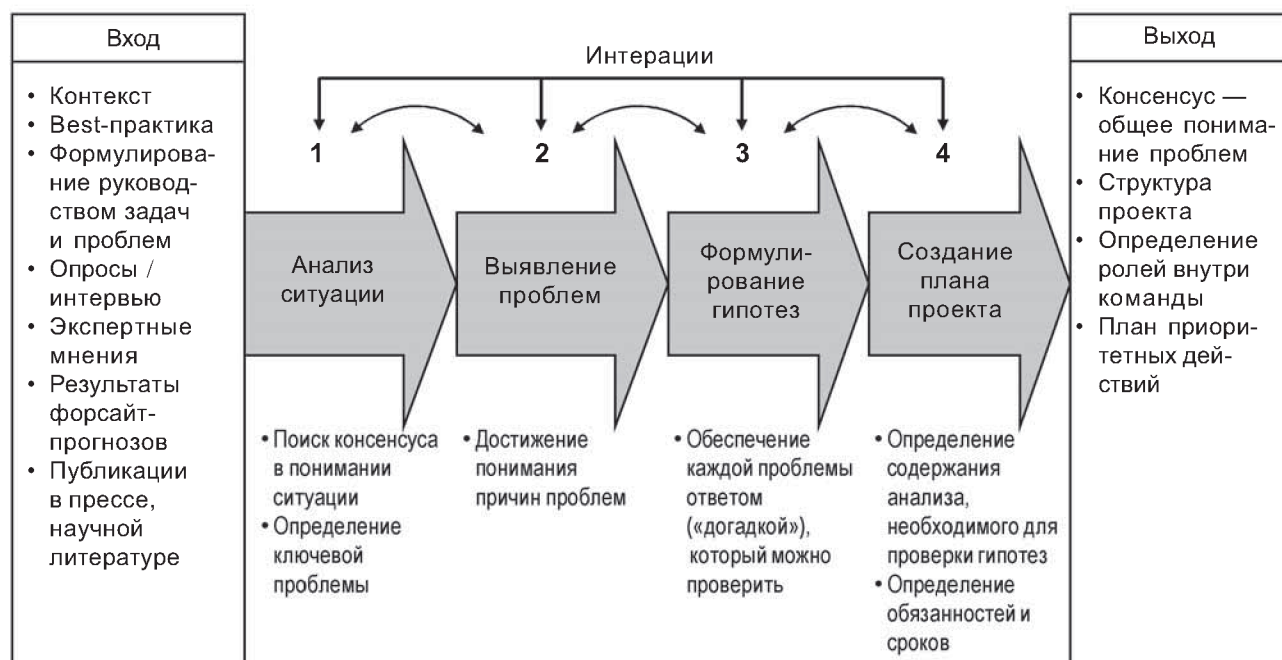 Вход
• Контекст
• Best-практика
• Формулирова-
ние руковод-
ством задач
и проблем
• Опросы /
интервью
• Экспертные
мнения
• Результаты
форсайт-
прогнозов
• Публикации
в прессе,
научной
литературе
Интерации
1
2
3
4
Анализ
ситуации
Выявление
проблем
Формули-
рование
гипотез
Создание
плана
проекта
• Поиск консенсуса
в понимании
ситуации
• Определение
ключевой
проблемы
• Достижение
понимания
причин проблем
• Обеспечение
каждой проблемы
ответом
(«догадкой»),
который можно
проверить
• Определение
содержания
анализа,
необходимого для
проверки гипотез
• Определение
обязанностей и
сроков
Выход
• Консенсус —
общее понима-
ние проблем
• Структура
проекта
• Определение
ролей внутри
команды
• План приори-
тетных дей-
ствий